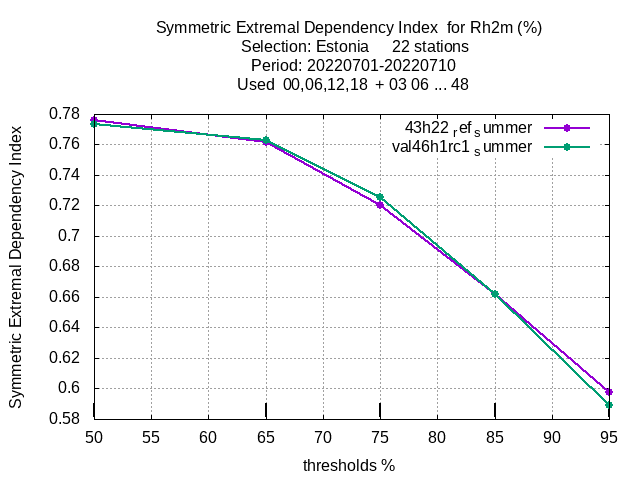 Symmetric Extremal Dependency Index  for Rh2m (%)
Selection: Estonia     22 stations
Period: 20220701-20220710
Used  00,06,12,18  + 03 06 ... 48
Symmetric Extremal Dependency Index
0.78
0.76
0.74
0.72
0.7
0.68
0.66
0.64
0.62
0.6
0.58
43h22 refsummer
val46h1rc1 summer
50 55 60 65 70 75 80 85 90 95
thresholds %